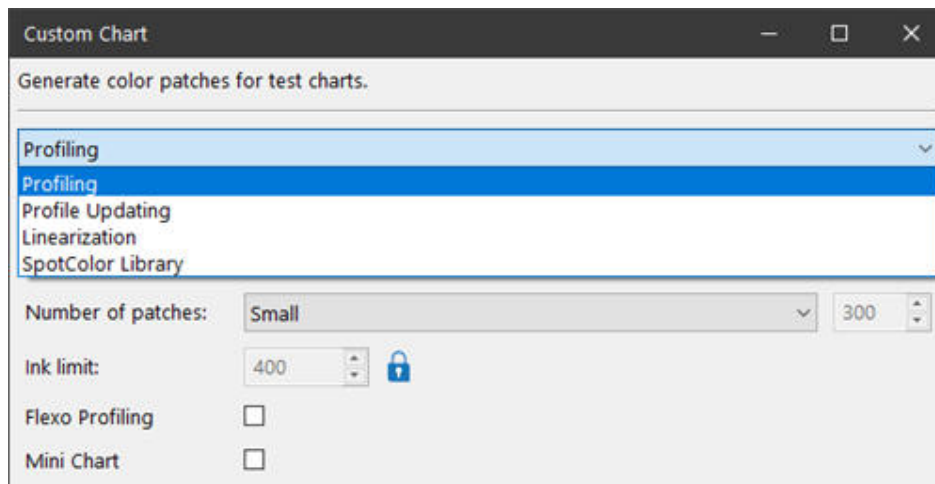 Custom Chart
Generate color patches for test charts.
Profiling
Profiling
Profile Updating
Linearization
SpotColor Library
Number of patches: Small 300
Ink limit: 400
Flexo Profiling
Mini Chart